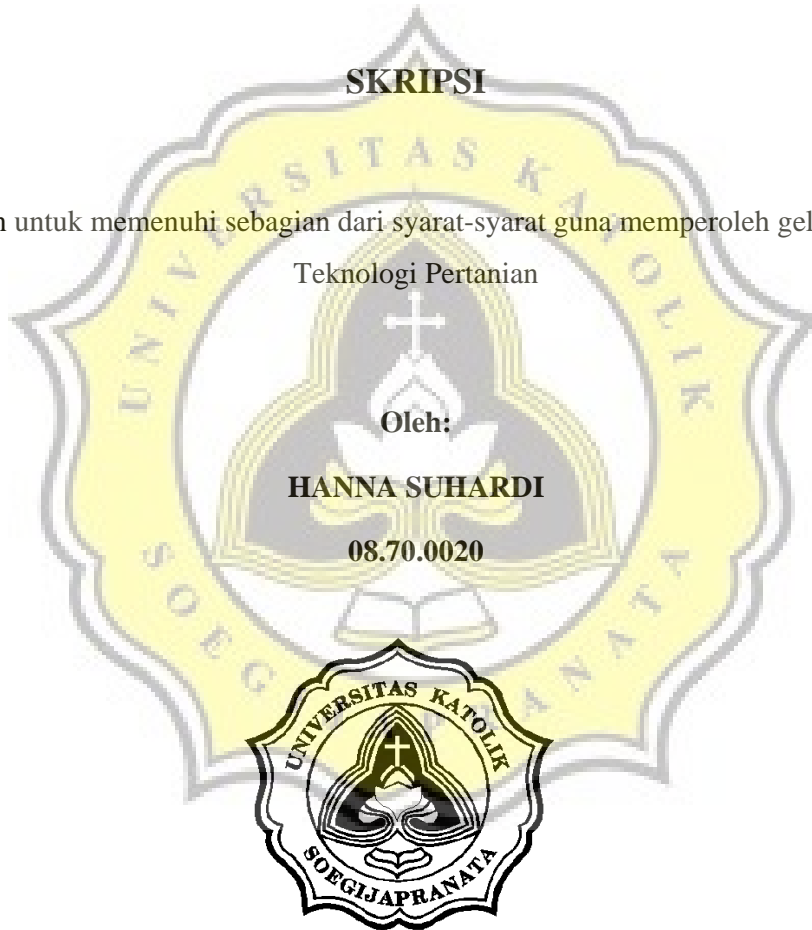 SKRIPSI
untuk memenuhi sebagian dari syarat-syarat guna memperoleh
Teknologi Pertanian
Oleh:
HANNA SUHARDI
08.70.0020
UNIVERSITAS KATOLIK
SOEGIJAPRANATA